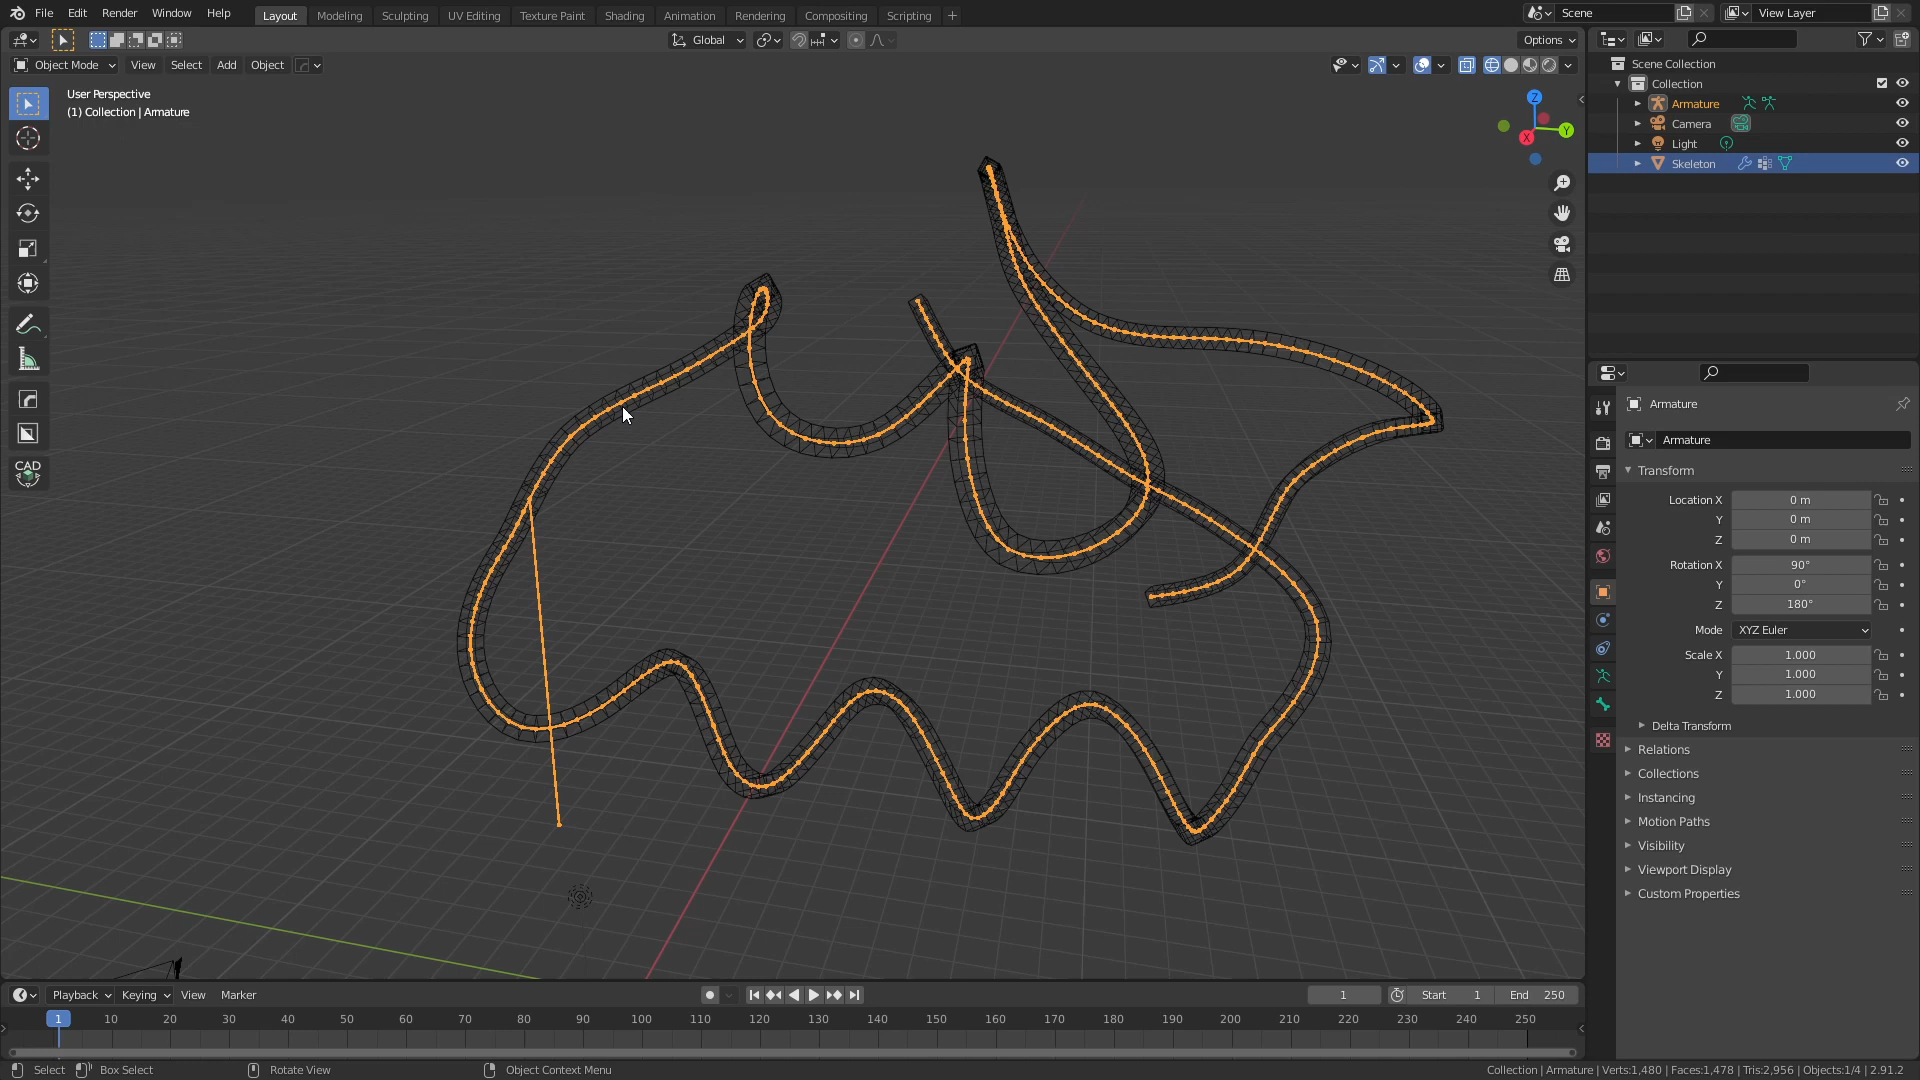 File Edit Render Window Help Layout Modeling Sculpting UV Editing Texture Paint Shading Animation Rendering Compositing Scripting + Scene View Layer
Global Options
Object Mode View Select Add Object
User Perspective
(1) Collection | Armature
Z
Y
X
CAD
Scene Collection
Collection
Armature
Camera
Light
Skeleton
Armature
Armature
Transform
Location X 0 m
Y 0 m
Z 0 m
Rotation X 90°
Y 0°
Z 180°
Mode XYZ Euler
Scale X 1.000
Y 1.000
Z 1.000
Delta Transform
Relations
Collections
Instancing
Motion Paths
Visibility
Viewport Display
Custom Properties
Playback Keying View Marker 1 Start 1 End 250
1 10 20 30 40 50 60 70 80 90 100 110 120 130 140 150 160 170 180 190 200 210 220 230 240 250
Select Box Select Rotate View Object Context Menu Collection | Armature | Verts:1,480 | Faces:1,478 | Tris:2,956 | Objects:1/4 | 2.91.2